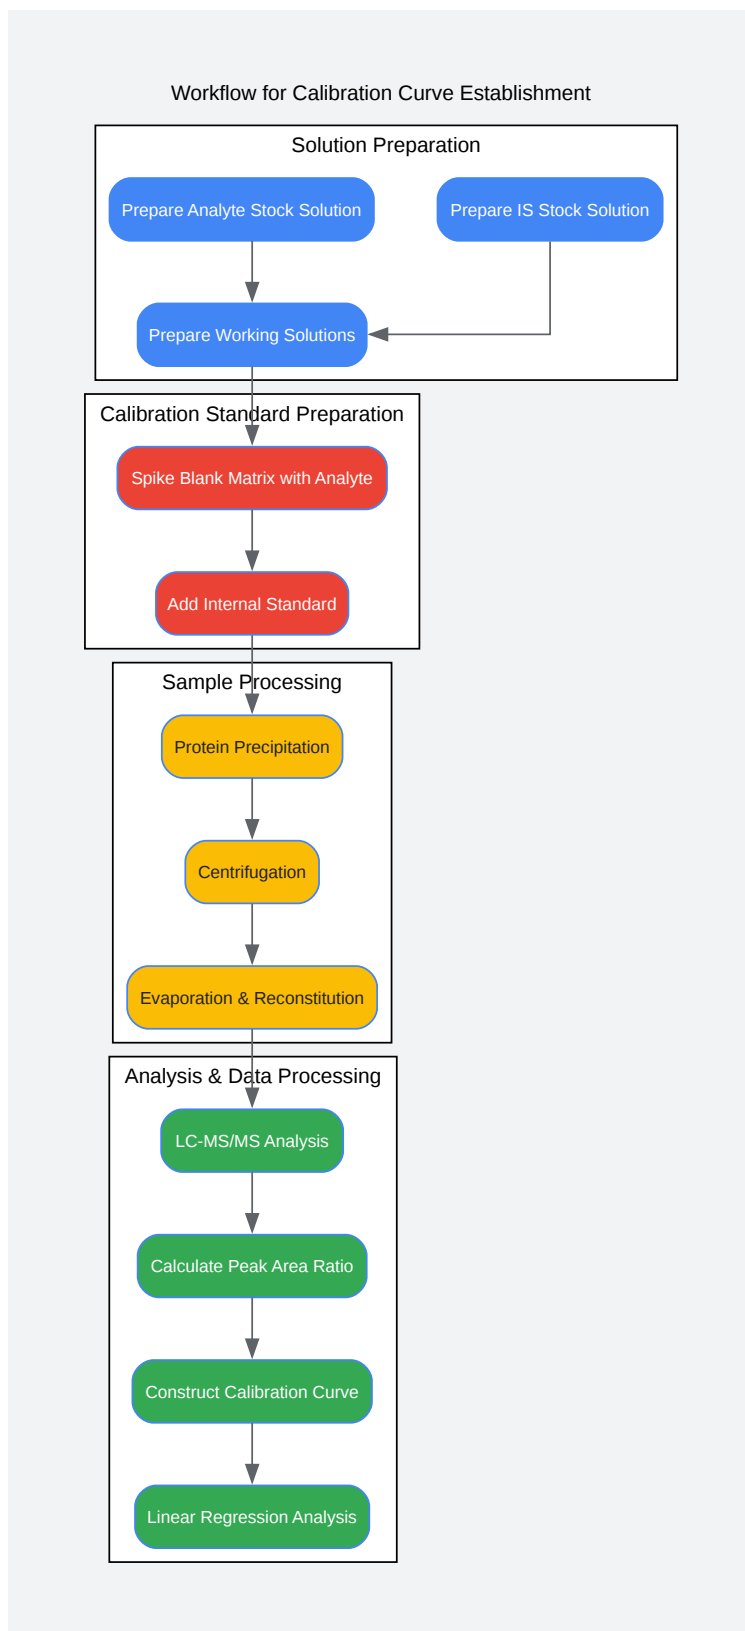 Workflow for Calibration Curve Establishment
Solution Preparation
Prepare Analyte Stock Solution
Prepare IS Stock Solution
Prepare Working Solutions
Calibration Standard Preparation
Spike Blank Matrix with Analyte
Add Internal Standard
Sample Processing
Protein Precipitation
Centrifugation
Evaporation & Reconstitution
Analysis & Data Processing
LC-MS/MS Analysis
Calculate Peak Area Ratio
Construct Calibration Curve
Linear Regression Analysis